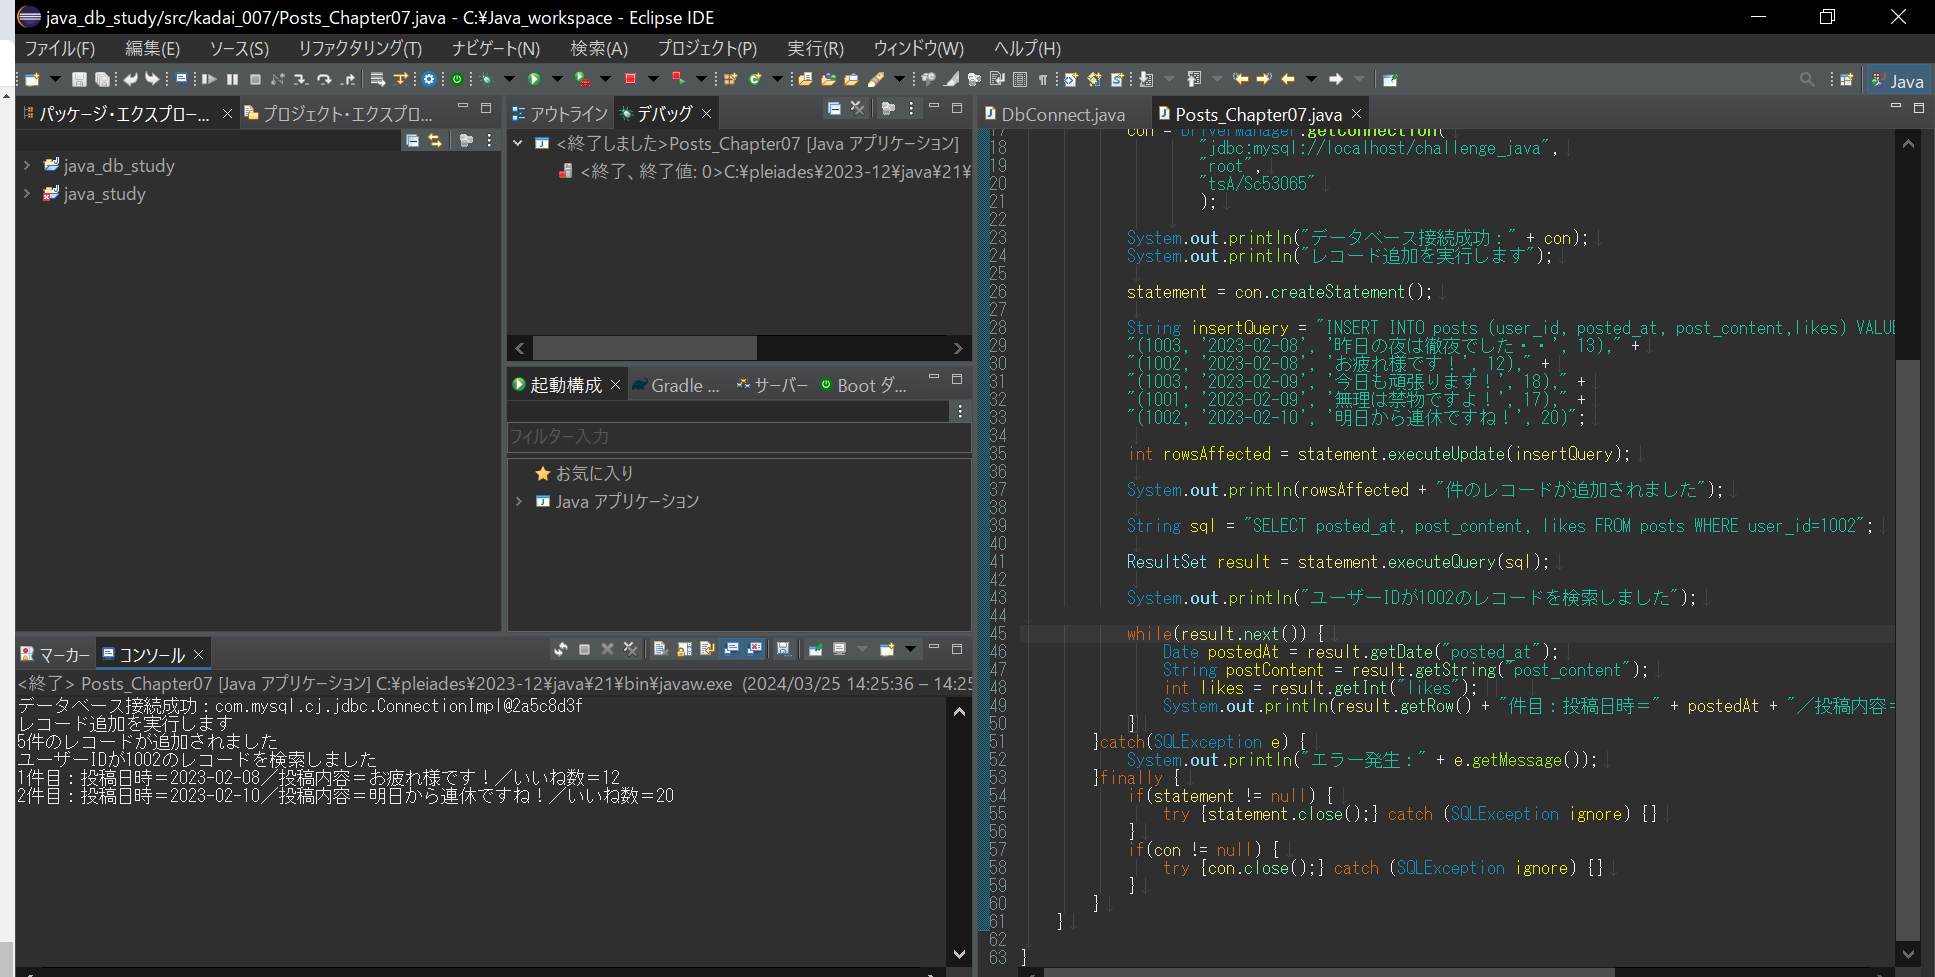 java_db_study/src/kadai_007/Posts_Chapter07.java - C:¥Java_workspace - Eclipse IDE
ファイル(F) 編集(E) ソース(S) リファクタリング(T) ナビゲート(N) 検索(A) プロジェクト(P) 実行(R) ウィンドウ(W) ヘルプ(H)
Java
パッケージ・エクスプロー... プロジェクト・エクスプロ...
java_db_study
java_study
アウトライン デバッグ
<終了しました>Posts_Chapter07 [Java アプリケーション]
<終了、終了値: 0>C:¥pleiades¥2023-12¥java¥21¥
起動構成 Gradle ... サーバー Boot ダ...
フィルター入力
お気に入り
Java アプリケーション
マーカー コンソール
<終了> Posts_Chapter07 [Java アプリケーション] C:¥pleiades¥2023-12¥java¥21¥bin¥javaw.exe (2024/03/25 14:25:36 – 14:25
データベース接続成功：com.mysql.cj.jdbc.ConnectionImpl@2a5c8d3f
レコード追加を実行します
5件のレコードが追加されました
ユーザーIDが1002のレコードを検索しました
1件目：投稿日時＝2023-02-08／投稿内容＝お疲れ様です！／いいね数＝12
2件目：投稿日時＝2023-02-10／投稿内容＝明日から連休ですね！／いいね数＝20
DbConnect.java Posts_Chapter07.java
17 con = DriverManager.getConnection(
18 "jdbc:mysql://localhost/challenge_java",
19 "root",
20 "tsA/Sc53065"
21 );
22
23 System.out.println("データベース接続成功：" + con);
24 System.out.println("レコード追加を実行します");
25
26 statement = con.createStatement();
27
28 String insertQuery = "INSERT INTO posts (user_id, posted_at, post_content,likes) VALUE
29 "(1003, '2023-02-08', '昨日の夜は徹夜でした・・', 13)," +
30 "(1002, '2023-02-08', 'お疲れ様です！', 12)," +
31 "(1003, '2023-02-09', '今日も頑張ります！', 18)," +
32 "(1001, '2023-02-09', '無理は禁物ですよ！', 17)," +
33 "(1002, '2023-02-10', '明日から連休ですね！', 20)";
34
35 int rowsAffected = statement.executeUpdate(insertQuery);
36
37 System.out.println(rowsAffected + "件のレコードが追加されました");
38
39 String sql = "SELECT posted_at, post_content, likes FROM posts WHERE user_id=1002";
40
41 ResultSet result = statement.executeQuery(sql);
42
43 System.out.println("ユーザーIDが1002のレコードを検索しました");
44
45 while(result.next()) {
46 Date postedAt = result.getDate("posted_at");
47 String postContent = result.getString("post_content");
48 int likes = result.getInt("likes");
49 System.out.println(result.getRow() + "件目：投稿日時＝" + postedAt + "／投稿内容＝
50 }
51 }catch(SQLException e) {
52 System.out.println("エラー発生：" + e.getMessage());
53 }finally {
54 if(statement != null) {
55 try {statement.close();} catch (SQLException ignore) {}
56 }
57 if(con != null) {
58 try {con.close();} catch (SQLException ignore) {}
59 }
60 }
61 }
62
63 }